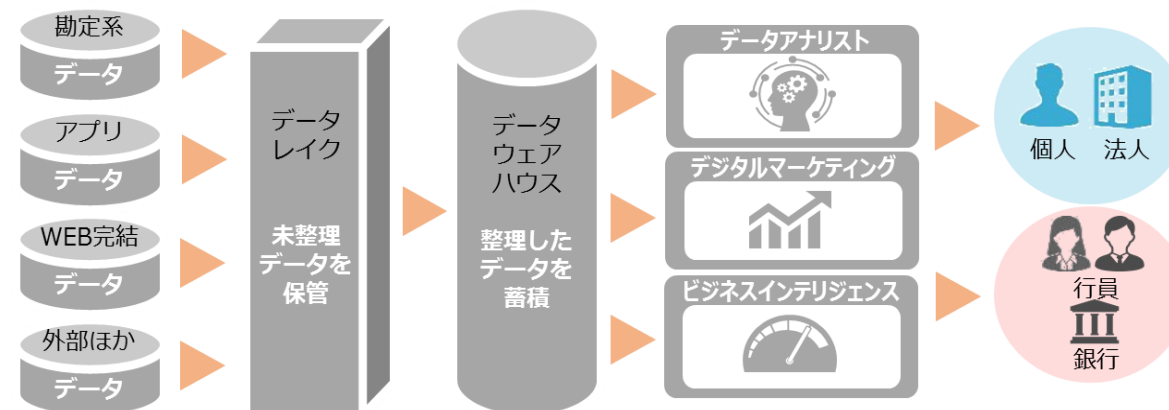 勘定系
データ
アプリ
データ
WEB完結
データ
外部ほか
データ
データ
レイク
未整理
データを
保管
データ
ウェア
ハウス
整理した
データを
蓄積
データアナリスト
デジタルマーケティング
ビジネスインテリジェンス
個人 法人
行員
銀行